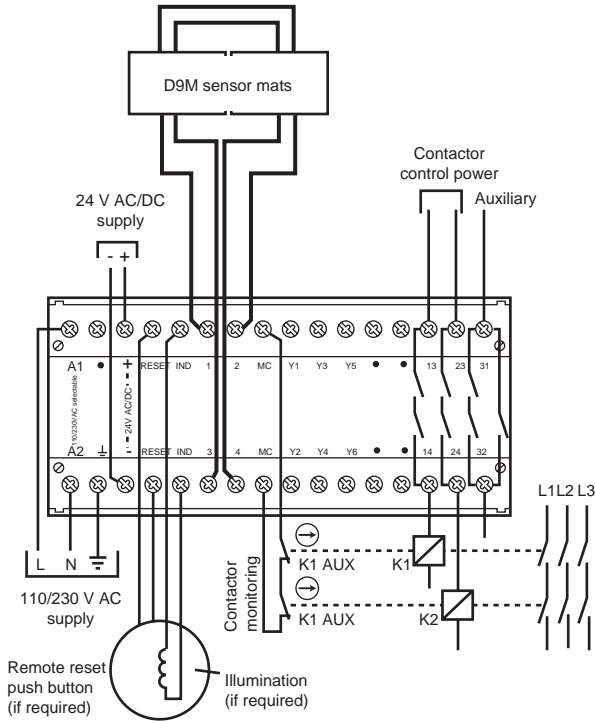 D9M sensor mats
Contactor
control power
Auxiliary
24 V AC/DC
supply
- +
A1 • + RESET IND 1 2 MC Y1 Y3 Y5 • • 13 23 31
110/230VAC selectable
- 24V AC/DC +
A2 - RESET IND 3 4 MC Y2 Y4 Y6 • • 14 24 32
L1 L2 L3
L N
110/230 V AC
supply
Contactor
monitoring
K1 AUX
K1
K1 AUX
K2
Remote reset
push button
(if required)
Illumination
(if required)